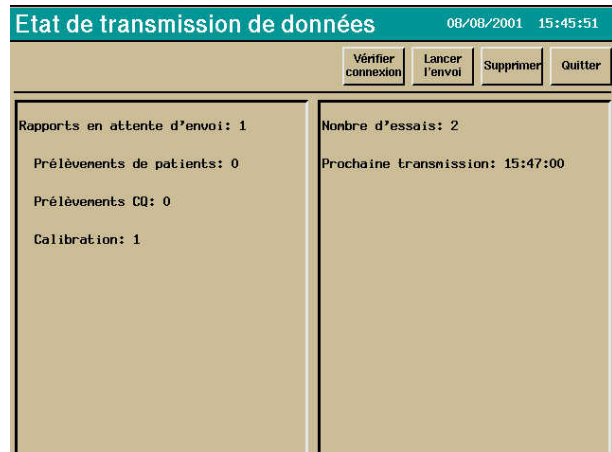 Etat de transmission de données
08/08/2001 15:45:51
Vérifier
connexion
Lancer
l'envoi
Supprimer
Quitter
Rapports en attente d'envoi: 1
Prélèvements de patients: 0
Prélèvements CQ: 0
Calibration: 1
Nombre d'essais: 2
Prochaine transmission: 15:47:00